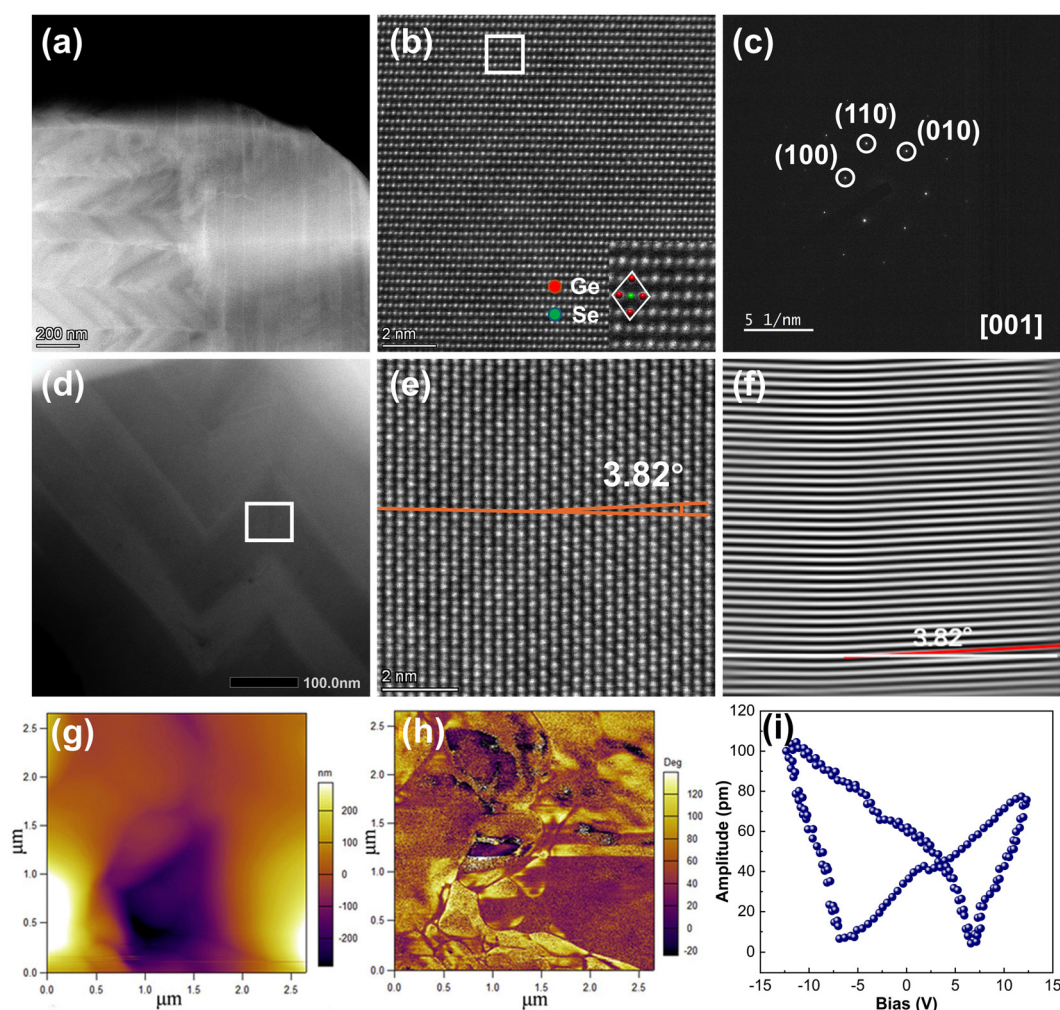 (a)
200 nm
(b)
Ge
Se
2 nm
(c)
(110)
(010)
(100)
5 1/nm
[001]
(d)
100.0nm
(e)
3.82°
2 nm
(f)
3.82°
(g)
2.5
2.0
1.5
1.0
0.5
0.0
μm
0.0
0.5
1.0
1.5
2.0
2.5
μm
nm
200
100
0
-100
-200
(h)
2.5
2.0
1.5
1.0
0.5
0.0
μm
0.0
0.5
1.0
1.5
2.0
2.5
μm
Deg
120
100
80
60
40
20
0
-20
(i)
120
100
80
60
40
20
0
Amplitude (pm)
-15
-10
-5
0
5
10
15
Bias (V)